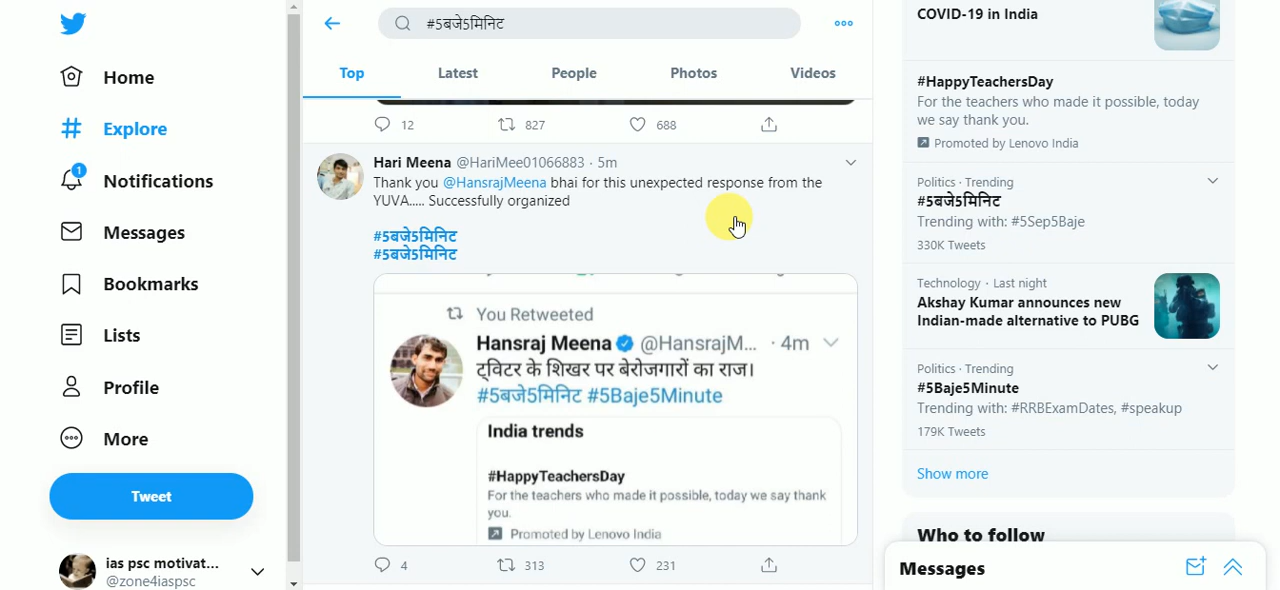 Home
Explore
1
Notifications
Messages
Bookmarks
Lists
Profile
More
Tweet
ias psc motivat...
@zone4iaspsc
#5बजे5मिनिट
Top
Latest
People
Photos
Videos
12
827
688
Hari Meena @HariMee01066883 · 5m
Thank you @HansrajMeena bhai for this unexpected response from the
YUVA..... Successfully organized
#5बजे5मिनिट
#5बजे5मिनिट
You Retweeted
Hansraj Meena @HansrajM... · 4m
ट्विटर के शिखर पर बेरोजगारों का राज।
#5बजे5मिनिट #5Baje5Minute
India trends
#HappyTeachersDay
For the teachers who made it possible, today we say thank
you.
Promoted by Lenovo India
4
313
231
COVID-19 in India
#HappyTeachersDay
For the teachers who made it possible, today
we say thank you.
Promoted by Lenovo India
Politics · Trending
#5बजे5मिनिट
Trending with: #5Sep5Baje
330K Tweets
Technology · Last night
Akshay Kumar announces new
Indian-made alternative to PUBG
Politics · Trending
#5Baje5Minute
Trending with: #RRBExamDates, #speakup
179K Tweets
Show more
Who to follow
Messages